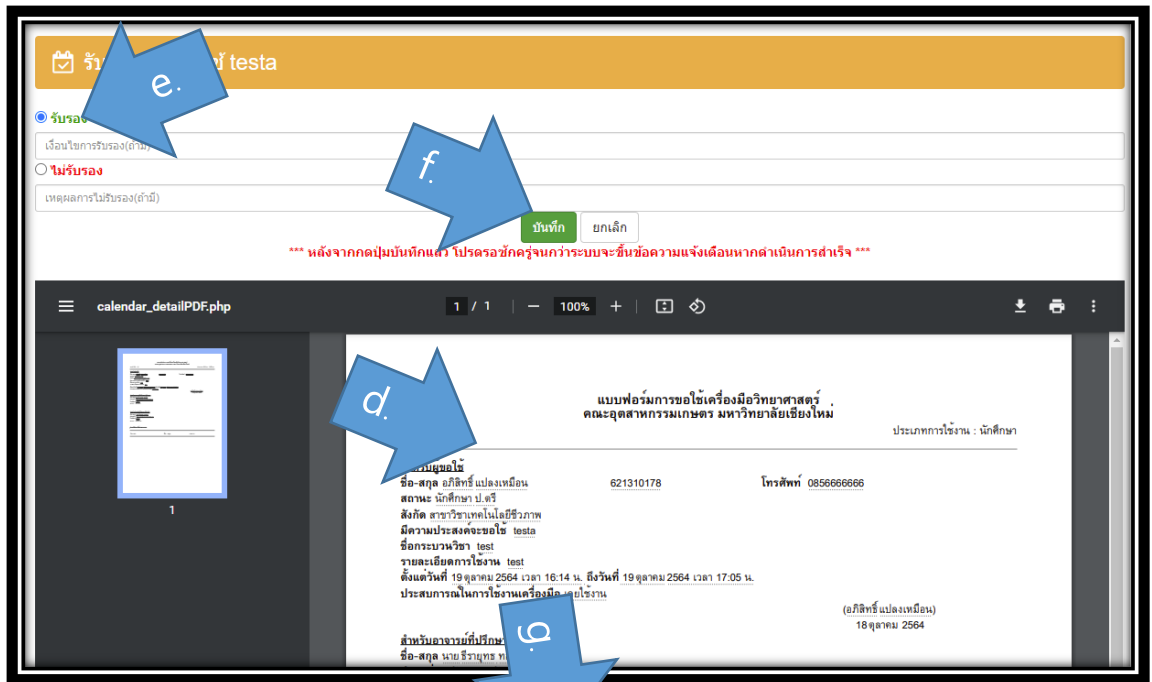 testa
e.
รับรอง
เงื่อนไขการรับรอง(ถ้ามี)
ไม่รับรอง
เหตุผลการไม่รับรอง(ถ้ามี)
f.
บันทึก ยกเลิก
*** หลังจากกดปุ่มบันทึกแล้ว โปรดรอซักครู่จนกว่าระบบจะขึ้นข้อความแจ้งเตือนหากดำเนินการสำเร็จ ***
calendar_detailPDF.php 1 / 1 100%
d.
แบบฟอร์มการขอใช้เครื่องมือวิทยาศาสตร์
คณะอุตสาหกรรมเกษตร มหาวิทยาลัยเชียงใหม่
ประเภทการใช้งาน : นักศึกษา
ผู้ขอใช้
ชื่อ-สกุล อภิสิทธิ์ แปลงเหมือน 621310178 โทรศัพท์ 0856666666
สถานะ นักศึกษา ป.ตรี
สังกัด สาขาวิชาเทคโนโลยีชีวภาพ
มีความประสงค์จะขอใช้ testa
ชื่อกระบวนวิชา test
รายละเอียดการใช้งาน test
ตั้งแต่วันที่ 19 ตุลาคม 2564 เวลา 16:14 น. ถึงวันที่ 19 ตุลาคม 2564 เวลา 17:05 น.
ประสบการณ์ในการใช้งานเครื่องมือ เคยใช้งาน
(อภิสิทธิ์ แปลงเหมือน)
18 ตุลาคม 2564
1
g.
สำหรับอาจารย์ที่ปรึกษา
ชื่อ-สกุล นาย ธีรายุทธ